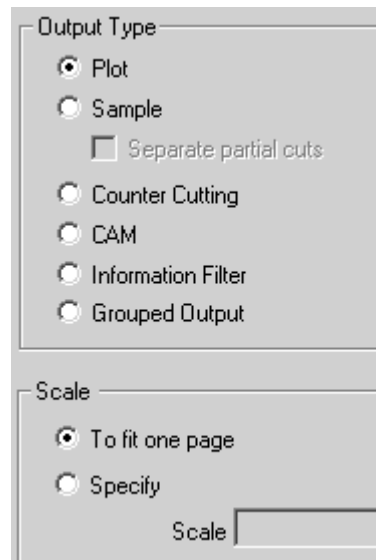 Output Type
Plot
Sample
Separate partial cuts
Counter Cutting
CAM
Information Filter
Grouped Output
Scale
To fit one page
Specify
Scale